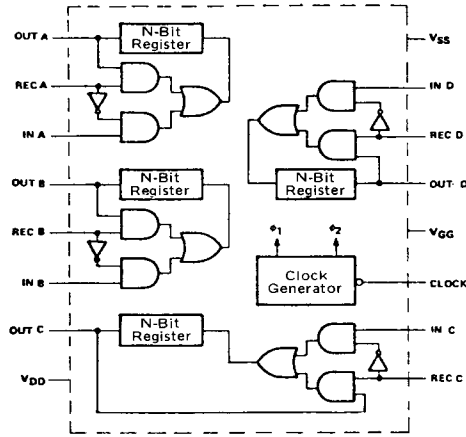 OUT A
N-Bit
Register
VSS
REC A
IN D
IN A
REC D
OUT B
N-Bit
Register
N-Bit
Register
OUT D
REC B
ϕ1
ϕ2
VGG
IN B
Clock
Generator
CLOCK
OUT C
N-Bit
Register
IN C
VDD
REC C